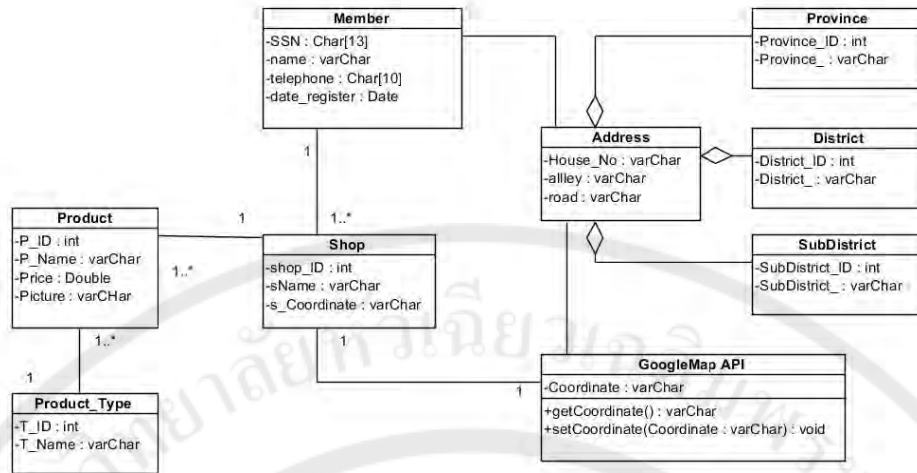 Member
-SSN : Char[13]
-name : varChar
-telephone : Char[10]
-date_register : Date
Province
-Province_ID : int
-Province_ : varChar
Address
-House_No : varChar
-allley : varChar
-road : varChar
District
-District_ID : int
-District_ : varChar
SubDistrict
-SubDistrict_ID : int
-SubDistrict_ : varChar
1
1..*
Product
-P_ID : int
-P_Name : varChar
-Price : Double
-Picture : varCHar
1
1..*
Shop
-shop_ID : int
-sName : varChar
-s_Coordinate : varChar
1..*
1
Product_Type
-T_ID : int
-T_Name : varChar
1
1
GoogleMap API
-Coordinate : varChar
+getCoordinate() : varChar
+setCoordinate(Coordinate : varChar) : void